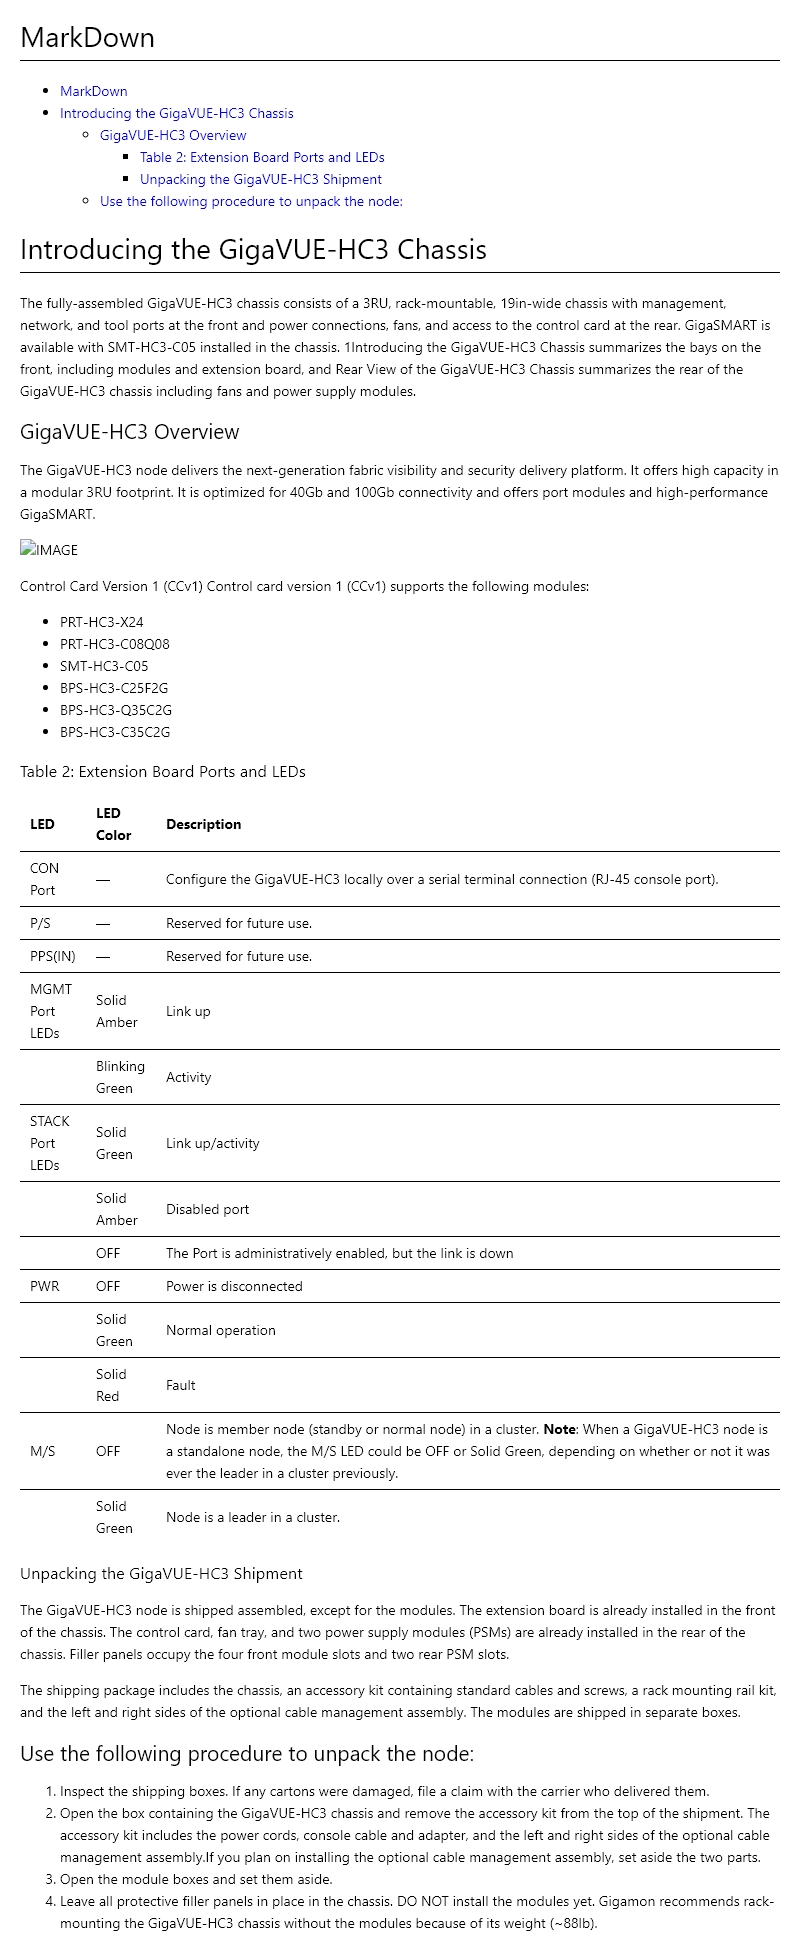 MarkDown
MarkDown
Introducing the GigaVUE-HC3 Chassis
GigaVUE-HC3 Overview
Table 2: Extension Board Ports and LEDs
Unpacking the GigaVUE-HC3 Shipment
Use the following procedure to unpack the node:
Introducing the GigaVUE-HC3 Chassis
The fully-assembled GigaVUE-HC3 chassis consists of a 3RU, rack-mountable, 19in-wide chassis with management,
network, and tool ports at the front and power connections, fans, and access to the control card at the rear. GigaSMART is
available with SMT-HC3-C05 installed in the chassis. 1Introducing the GigaVUE-HC3 Chassis summarizes the bays on the
front, including modules and extension board, and Rear View of the GigaVUE-HC3 Chassis summarizes the rear of the
GigaVUE-HC3 chassis including fans and power supply modules.
GigaVUE-HC3 Overview
The GigaVUE-HC3 node delivers the next-generation fabric visibility and security delivery platform. It offers high capacity in
a modular 3RU footprint. It is optimized for 40Gb and 100Gb connectivity and offers port modules and high-performance
GigaSMART.
IMAGE
Control Card Version 1 (CCv1) Control card version 1 (CCv1) supports the following modules:
PRT-HC3-X24
PRT-HC3-C08Q08
SMT-HC3-C05
BPS-HC3-C25F2G
BPS-HC3-Q35C2G
BPS-HC3-C35C2G
Table 2: Extension Board Ports and LEDs
LED
LED
Color
Description
CON
Port
—
Configure the GigaVUE-HC3 locally over a serial terminal connection (RJ-45 console port).
P/S — Reserved for future use.
PPS(IN) — Reserved for future use.
MGMT
Port
LEDs
Solid
Amber
Link up
Blinking
Green
Activity
STACK
Port
LEDs
Solid
Green
Link up/activity
Solid
Amber
Disabled port
OFF The Port is administratively enabled, but the link is down
PWR OFF Power is disconnected
Solid
Green
Normal operation
Solid
Red
Fault
M/S
OFF
Node is member node (standby or normal node) in a cluster. Note: When a GigaVUE-HC3 node is
a standalone node, the M/S LED could be OFF or Solid Green, depending on whether or not it was
ever the leader in a cluster previously.
Solid
Green
Node is a leader in a cluster.
Unpacking the GigaVUE-HC3 Shipment
The GigaVUE-HC3 node is shipped assembled, except for the modules. The extension board is already installed in the front
of the chassis. The control card, fan tray, and two power supply modules (PSMs) are already installed in the rear of the
chassis. Filler panels occupy the four front module slots and two rear PSM slots.
The shipping package includes the chassis, an accessory kit containing standard cables and screws, a rack mounting rail kit,
and the left and right sides of the optional cable management assembly. The modules are shipped in separate boxes.
Use the following procedure to unpack the node:
1. Inspect the shipping boxes. If any cartons were damaged, file a claim with the carrier who delivered them.
2. Open the box containing the GigaVUE-HC3 chassis and remove the accessory kit from the top of the shipment. The
accessory kit includes the power cords, console cable and adapter, and the left and right sides of the optional cable
management assembly.If you plan on installing the optional cable management assembly, set aside the two parts.
3. Open the module boxes and set them aside.
4. Leave all protective filler panels in place in the chassis. DO NOT install the modules yet. Gigamon recommends rack-
mounting the GigaVUE-HC3 chassis without the modules because of its weight (~88lb).